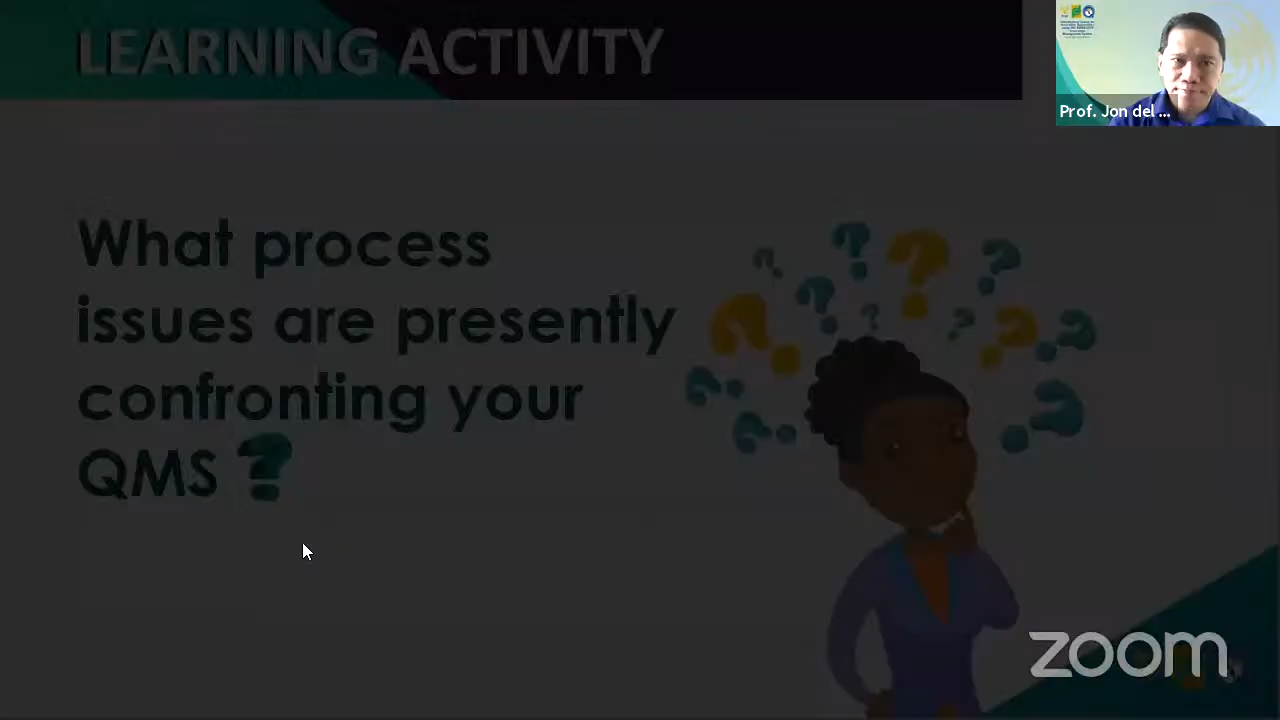 LEARNING ACTIVITY
Prof. Jon del ...
What process
issues are presently
confronting your
QMS ?
zoom